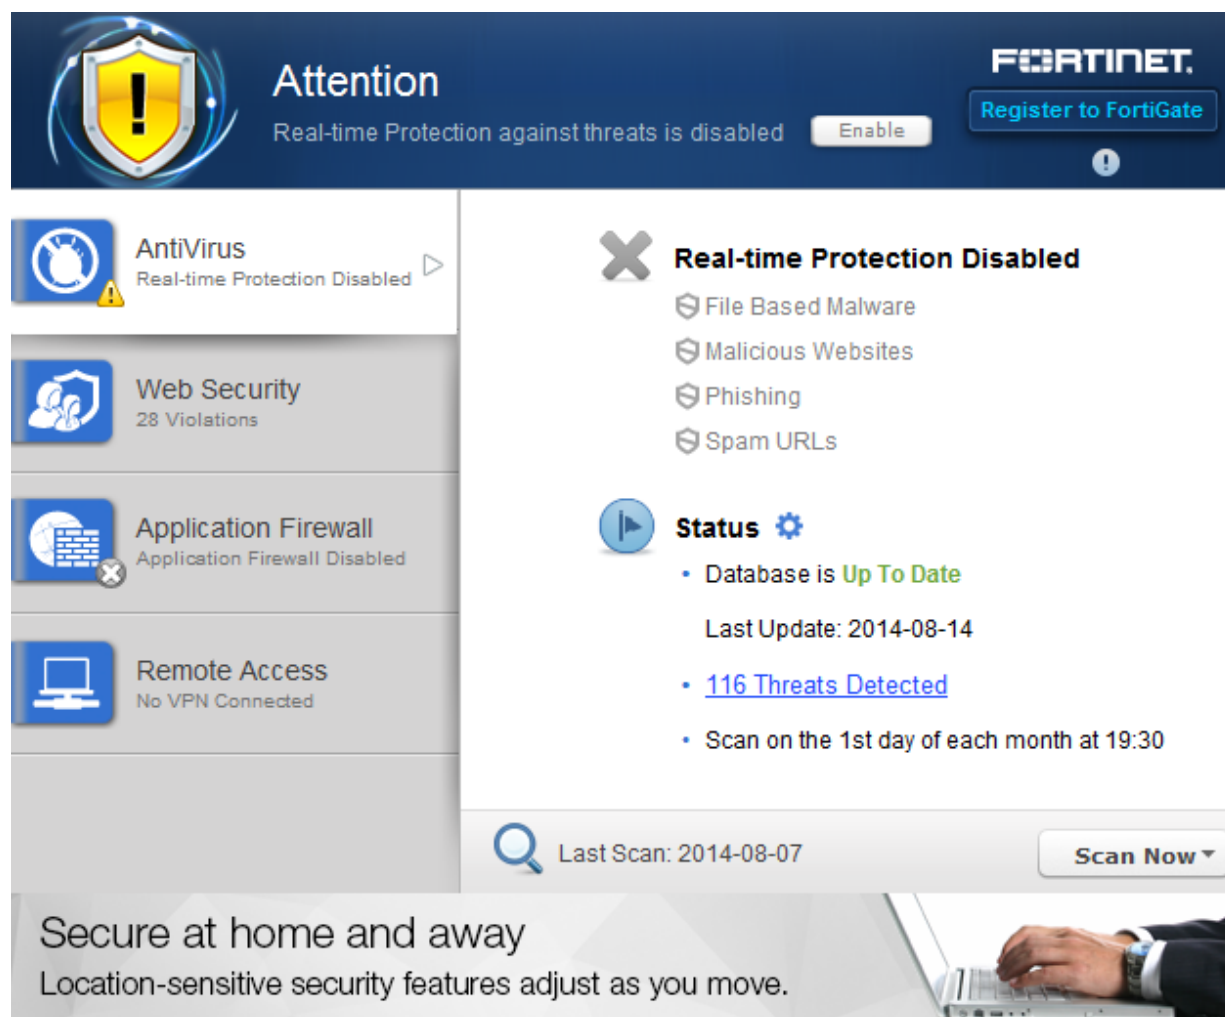 Attention
Real-time Protection against threats is disabled
Enable
FORTINET.
Register to FortiGate
AntiVirus
Real-time Protection Disabled
Web Security
28 Violations
Application Firewall
Application Firewall Disabled
Remote Access
No VPN Connected
Real-time Protection Disabled
File Based Malware
Malicious Websites
Phishing
Spam URLs
Status
• Database is Up To Date
Last Update: 2014-08-14
• 116 Threats Detected
• Scan on the 1st day of each month at 19:30
Last Scan: 2014-08-07
Scan Now
Secure at home and away
Location-sensitive security features adjust as you move.